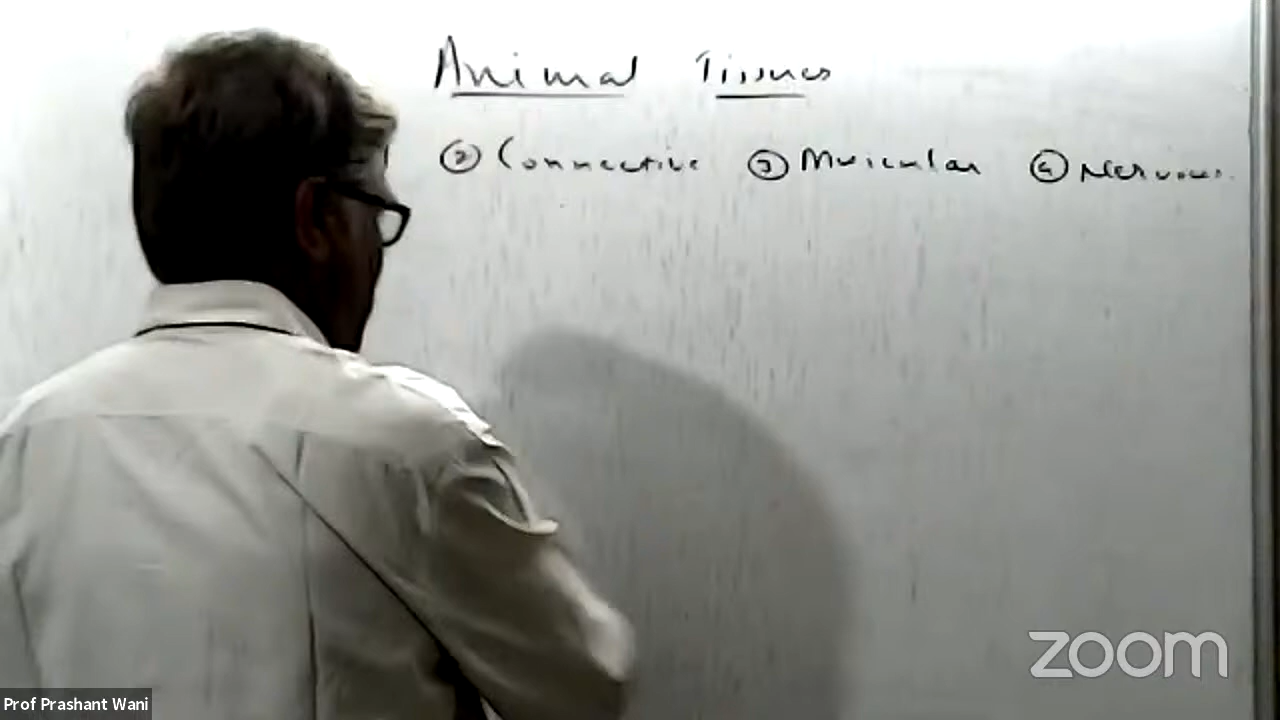 Animal Tissues
② Connective ③ Muscular ④ Nervous.
zoom
Prof Prashant Wani